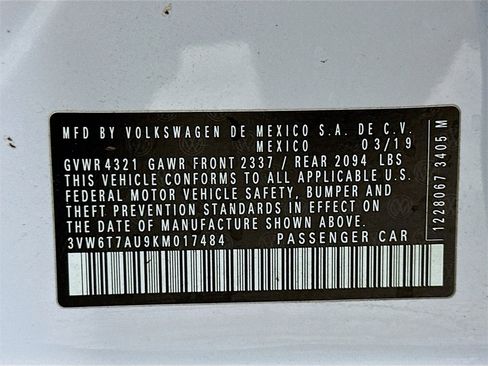 MFD BY VOLKSWAGEN DE MEXICO S.A. DE C.V.
MEXICO 03/19
GVWR 4321 GAWR FRONT 2337 / REAR 2094 LBS
THIS VEHICLE CONFORMS TO ALL APPLICABLE U.S.
FEDERAL MOTOR VEHICLE SAFETY, BUMPER AND
THEFT PREVENTION STANDARDS IN EFFECT ON
THE DATE OF MANUFACTURE SHOWN ABOVE
3VW6T7AU9KM017484 PASSENGER CAR
1228067 3405 M